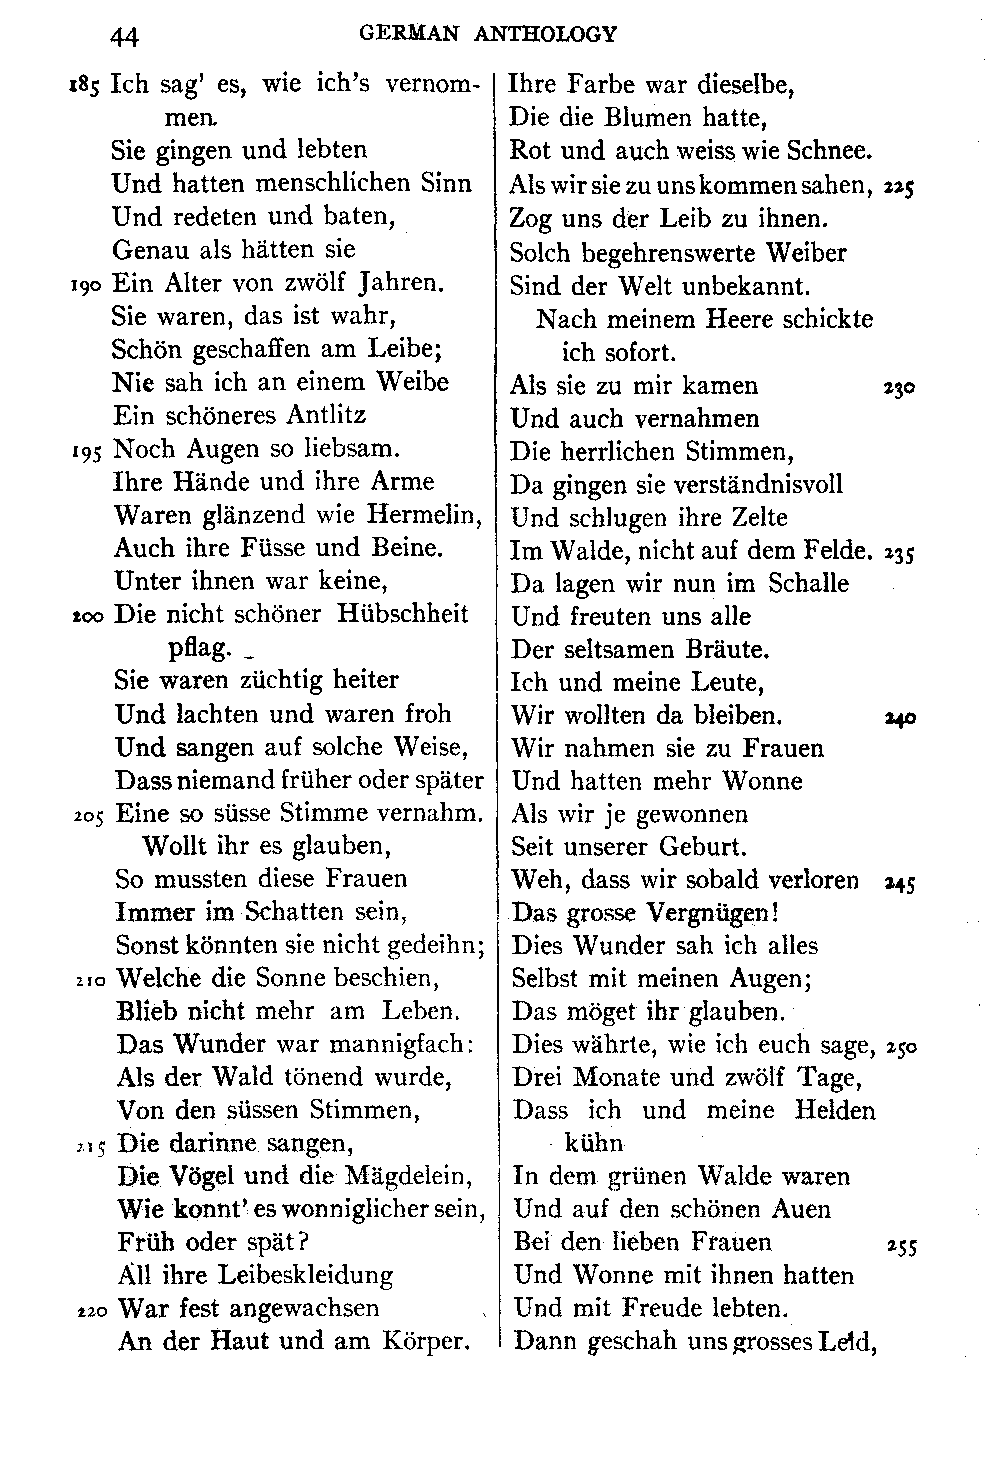 44 GERMAN ANTHOLOGY
185 Ich sag' es, wie ich's vernom-
men.
Sie gingen und lebten
Und hatten menschlichen Sinn
Und redeten und baten,
Genau als hätten sie
190 Ein Alter von zwölf Jahren.
Sie waren, das ist wahr,
Schön geschaffen am Leibe;
Nie sah ich an einem Weibe
Ein schöneres Antlitz
195 Noch Augen so liebsam.
Ihre Hände und ihre Arme
Waren glänzend wie Hermelin,
Auch ihre Füsse und Beine.
Unter ihnen war keine,
200 Die nicht schöner Hübschheit
pflag.
Sie waren züchtig heiter
Und lachten und waren froh
Und sangen auf solche Weise,
Dass niemand früher oder später
205 Eine so süsse Stimme vernahm.
Wollt ihr es glauben,
So mussten diese Frauen
Immer im Schatten sein,
Sonst könnten sie nicht gedeihn;
210 Welche die Sonne beschien,
Blieb nicht mehr am Leben.
Das Wunder war mannigfach:
Als der Wald tönend wurde,
Von den süssen Stimmen,
215 Die darinne sangen,
Die Vögel und die Mägdelein,
Wie konnt' es wonniglicher sein,
Früh oder spät?
All ihre Leibeskleidung
220 War fest angewachsen
An der Haut und am Körper.
Ihre Farbe war dieselbe,
Die die Blumen hatte,
Rot und auch weiss wie Schnee.
Als wir sie zu uns kommen sahen, 225
Zog uns der Leib zu ihnen.
Solch begehrenswerte Weiber
Sind der Welt unbekannt.
Nach meinem Heere schickte
ich sofort.
Als sie zu mir kamen 230
Und auch vernahmen
Die herrlichen Stimmen,
Da gingen sie verständnisvoll
Und schlugen ihre Zelte
Im Walde, nicht auf dem Felde. 235
Da lagen wir nun im Schalle
Und freuten uns alle
Der seltsamen Bräute.
Ich und meine Leute,
Wir wollten da bleiben. 240
Wir nahmen sie zu Frauen
Und hatten mehr Wonne
Als wir je gewonnen
Seit unserer Geburt.
Weh, dass wir sobald verloren 245
Das grosse Vergnügen!
Dies Wunder sah ich alles
Selbst mit meinen Augen;
Das möget ihr glauben.
Dies währte, wie ich euch sage, 250
Drei Monate und zwölf Tage,
Dass ich und meine Helden
kühn
In dem grünen Walde waren
Und auf den schönen Auen
Bei den lieben Frauen 255
Und Wonne mit ihnen hatten
Und mit Freude lebten.
Dann geschah uns grosses Leid,